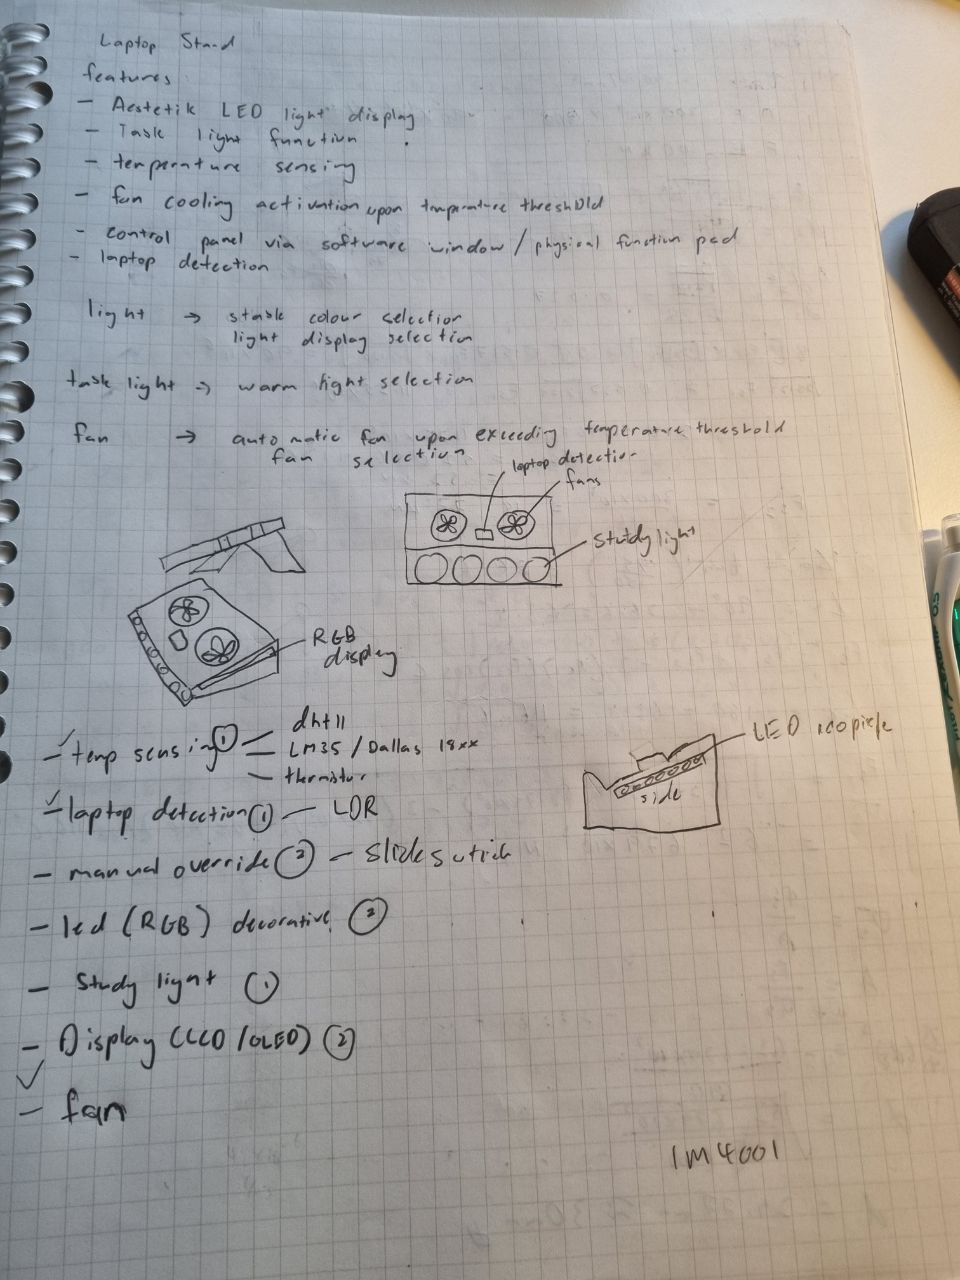 Laptop Stand
features
- Aestetik LED light display
- Task light function
- temperature sensing
- fan cooling activation upon temperature threshold
- control panel via software window / physical function pad
- laptop detection
light → stask colour selection
light display selection
task light → warm light selection
fan → automatic fan upon exceeding temperature threshold
fan selection
laptop detection
fans
study light
RGB
display
- temp sensing ① dht11
LM35 / Dallas 18xx
thermistor
- laptop detection ① - LDR
LED
side
- manual override ② - slide switch
- led (RGB) decorative ②
- Study light ①
- Display (LCD / OLED) ②
- fan
1M4001